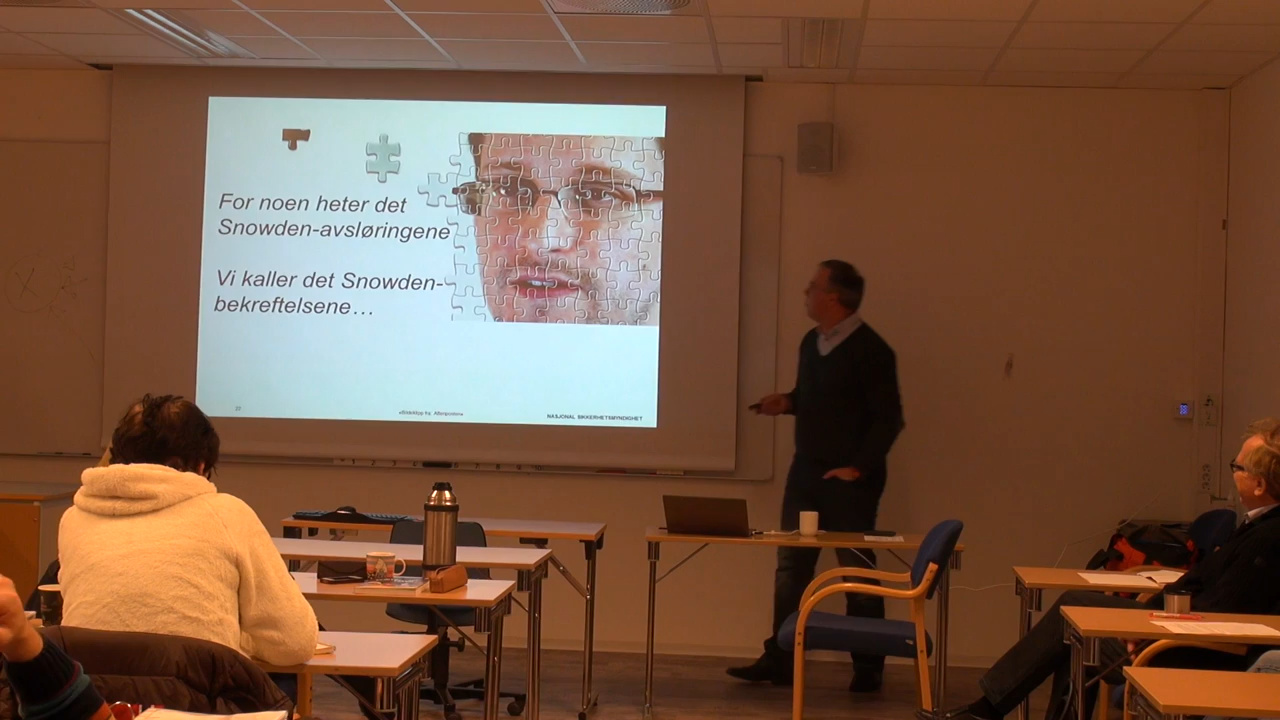 For noen heter det
Snowden-avsløringene
Vi kaller det Snowden-
bekreftelsene…
NASJONAL SIKKERHETSMYNDIGHET